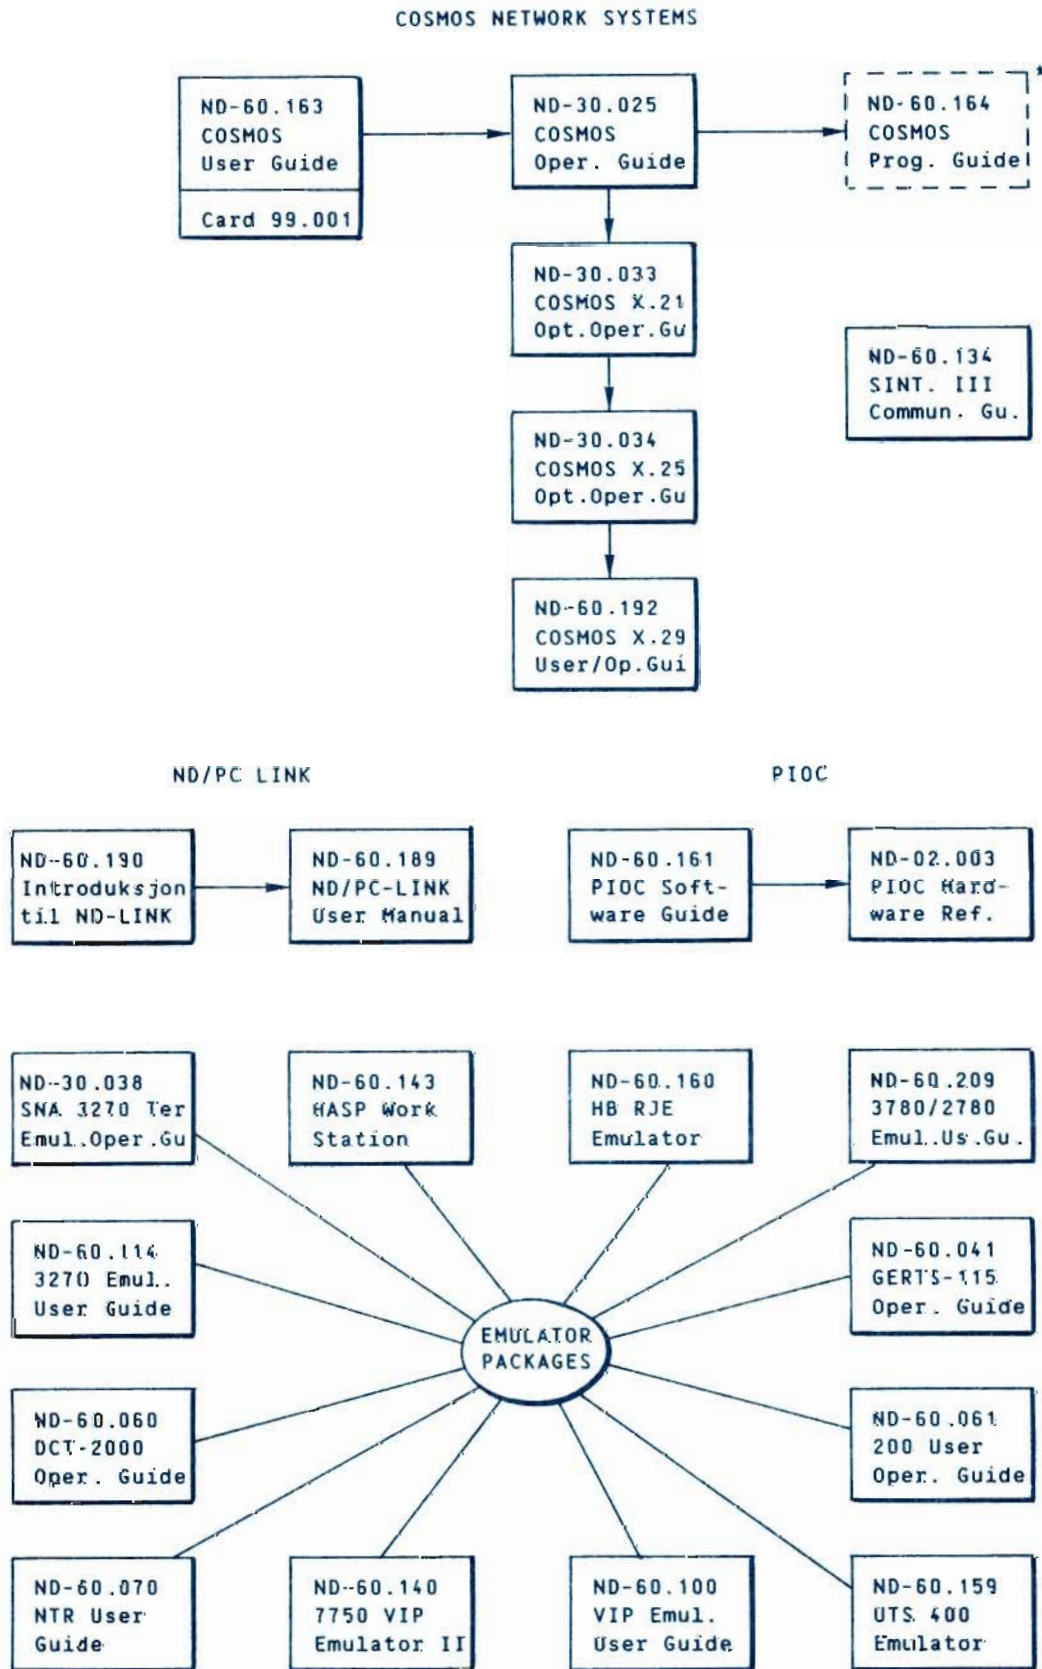 COSMOS NETWORK SYSTEMS
ND-60.163
COSMOS
User Guide
Card 99.001
ND-30.025
COSMOS
Oper. Guide
*
ND-60.164
COSMOS
Prog. Guide
ND-30.033
COSMOS X.21
Opt.Oper.Gu
ND-60.134
SINT. III
Commun. Gu.
ND-30.034
COSMOS X.25
Opt.Oper.Gu
ND-60.192
COSMOS X.29
User/Op.Gui
ND/PC LINK
PIOC
ND-60.190
Introduksjon
til ND-LINK
ND-60.189
ND/PC-LINK
User Manual
ND-60.161
PIOC Soft-
ware Guide
ND-02.003
PIOC Hard-
ware Ref.
ND-30.038
SNA 3270 Ter
Emul.Oper.Gu
ND-60.143
HASP Work
Station
ND-60.160
HB RJE
Emulator
ND-60.209
3780/2780
Emul.Us.Gu.
ND-60.114
3270 Emul.
User Guide
ND-60.041
GERTS-115
Oper. Guide
EMULATOR
PACKAGES
ND-60.060
DCT-2000
Oper. Guide
ND-60.061
200 User
Oper. Guide
ND-60.070
NTR User
Guide
ND-60.140
7750 VIP
Emulator II
ND-60.100
VIP Emul.
User Guide
ND-60.159
UTS 400
Emulator